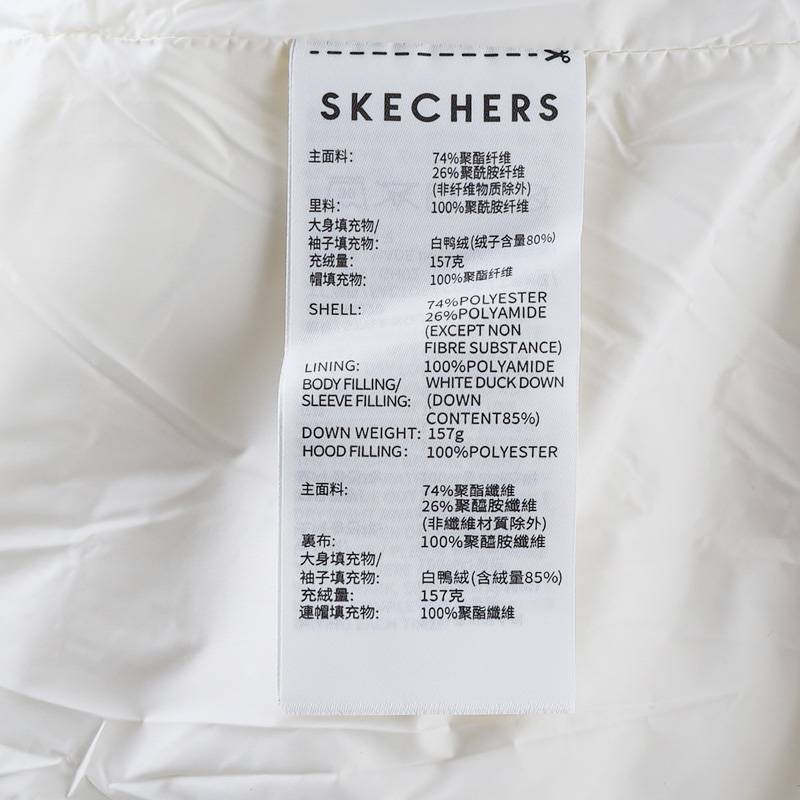 SKECHERS
主面料： 74%聚酯纤维
26%聚酰胺纤维
(非纤维物质除外)
里料： 100%聚酰胺纤维
大身填充物/
袖子填充物： 白鸭绒(绒子含量80%)
充绒量： 157克
帽填充物： 100%聚酯纤维
SHELL: 74%POLYESTER
26%POLYAMIDE
(EXCEPT NON
FIBRE SUBSTANCE)
LINING: 100%POLYAMIDE
BODY FILLING/ WHITE DUCK DOWN
SLEEVE FILLING: (DOWN
CONTENT85%)
DOWN WEIGHT: 157g
HOOD FILLING: 100%POLYESTER
主面料: 74%聚酯纖維
26%聚醯胺纖維
(非纖維材質除外)
裏布: 100%聚醯胺纖維
大身填充物/
袖子填充物: 白鴨絨(含絨量85%)
充絨量: 157克
連帽填充物: 100%聚酯纖維